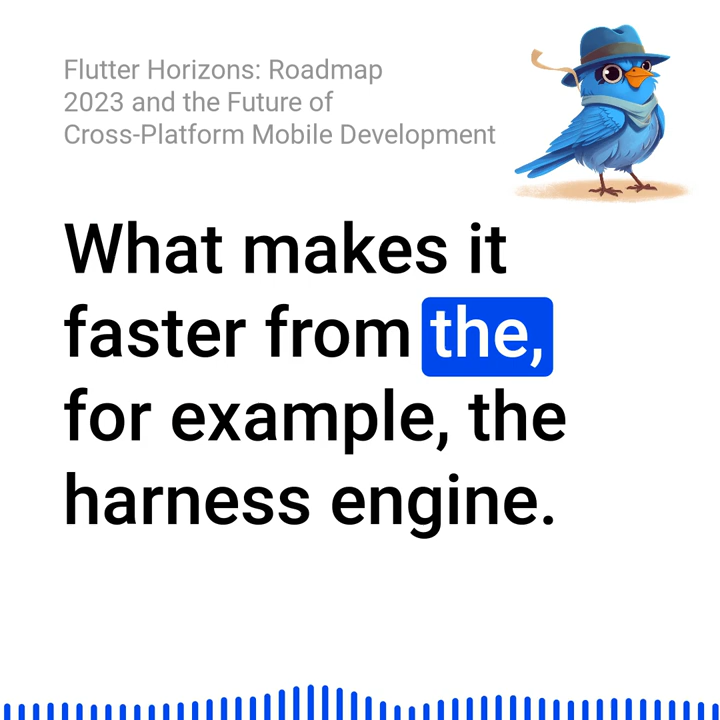 Flutter Horizons: Roadmap
2023 and the Future of
Cross-Platform Mobile Development
What makes it
faster from the,
for example, the
harness engine.